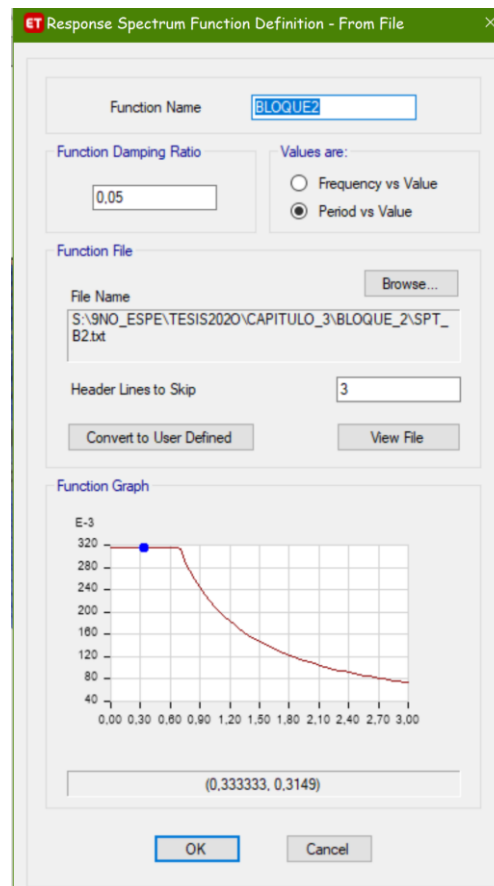 ET Response Spectrum Function Definition - From File
Function Name BLOQUE2
Function Damping Ratio
0,05
Values are:
Frequency vs Value
Period vs Value
Function File
Browse...
File Name
S:\9NO_ESPE\TESIS202O\CAPITULO_3\BLOQUE_2\SPT_
B2.txt
Header Lines to Skip 3
Convert to User Defined View File
Function Graph
E-3
320
280
240
200
160
120
80
40
0,00 0,30 0,60 0,90 1,20 1,50 1,80 2,10 2,40 2,70 3,00
(0,333333, 0,3149)
OK Cancel